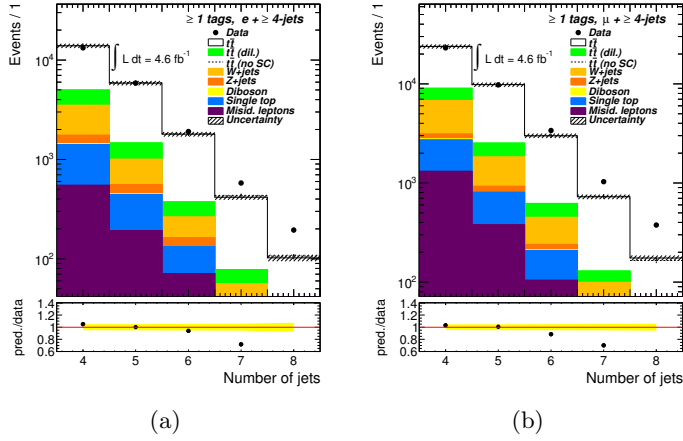 Events / 1
≥ 1 tags, e + ≥ 4-jets
∫ L dt = 4.6 fb⁻¹
Data
tt̄
tt̄ (dil.)
tt̄ (no SC)
W+jets
Z+jets
Diboson
Single top
Misid. leptons
Uncertainty
10⁴
10³
10²
pred./data
1.4
1.2
1
0.8
0.6
4 5 6 7 8
Number of jets
(a)
Events / 1
≥ 1 tags, μ + ≥ 4-jets
∫ L dt = 4.6 fb⁻¹
Data
tt̄
tt̄ (dil.)
tt̄ (no SC)
W+jets
Z+jets
Diboson
Single top
Misid. leptons
Uncertainty
10⁴
10³
10²
pred./data
1.4
1.2
1
0.8
0.6
4 5 6 7 8
Number of jets
(b)